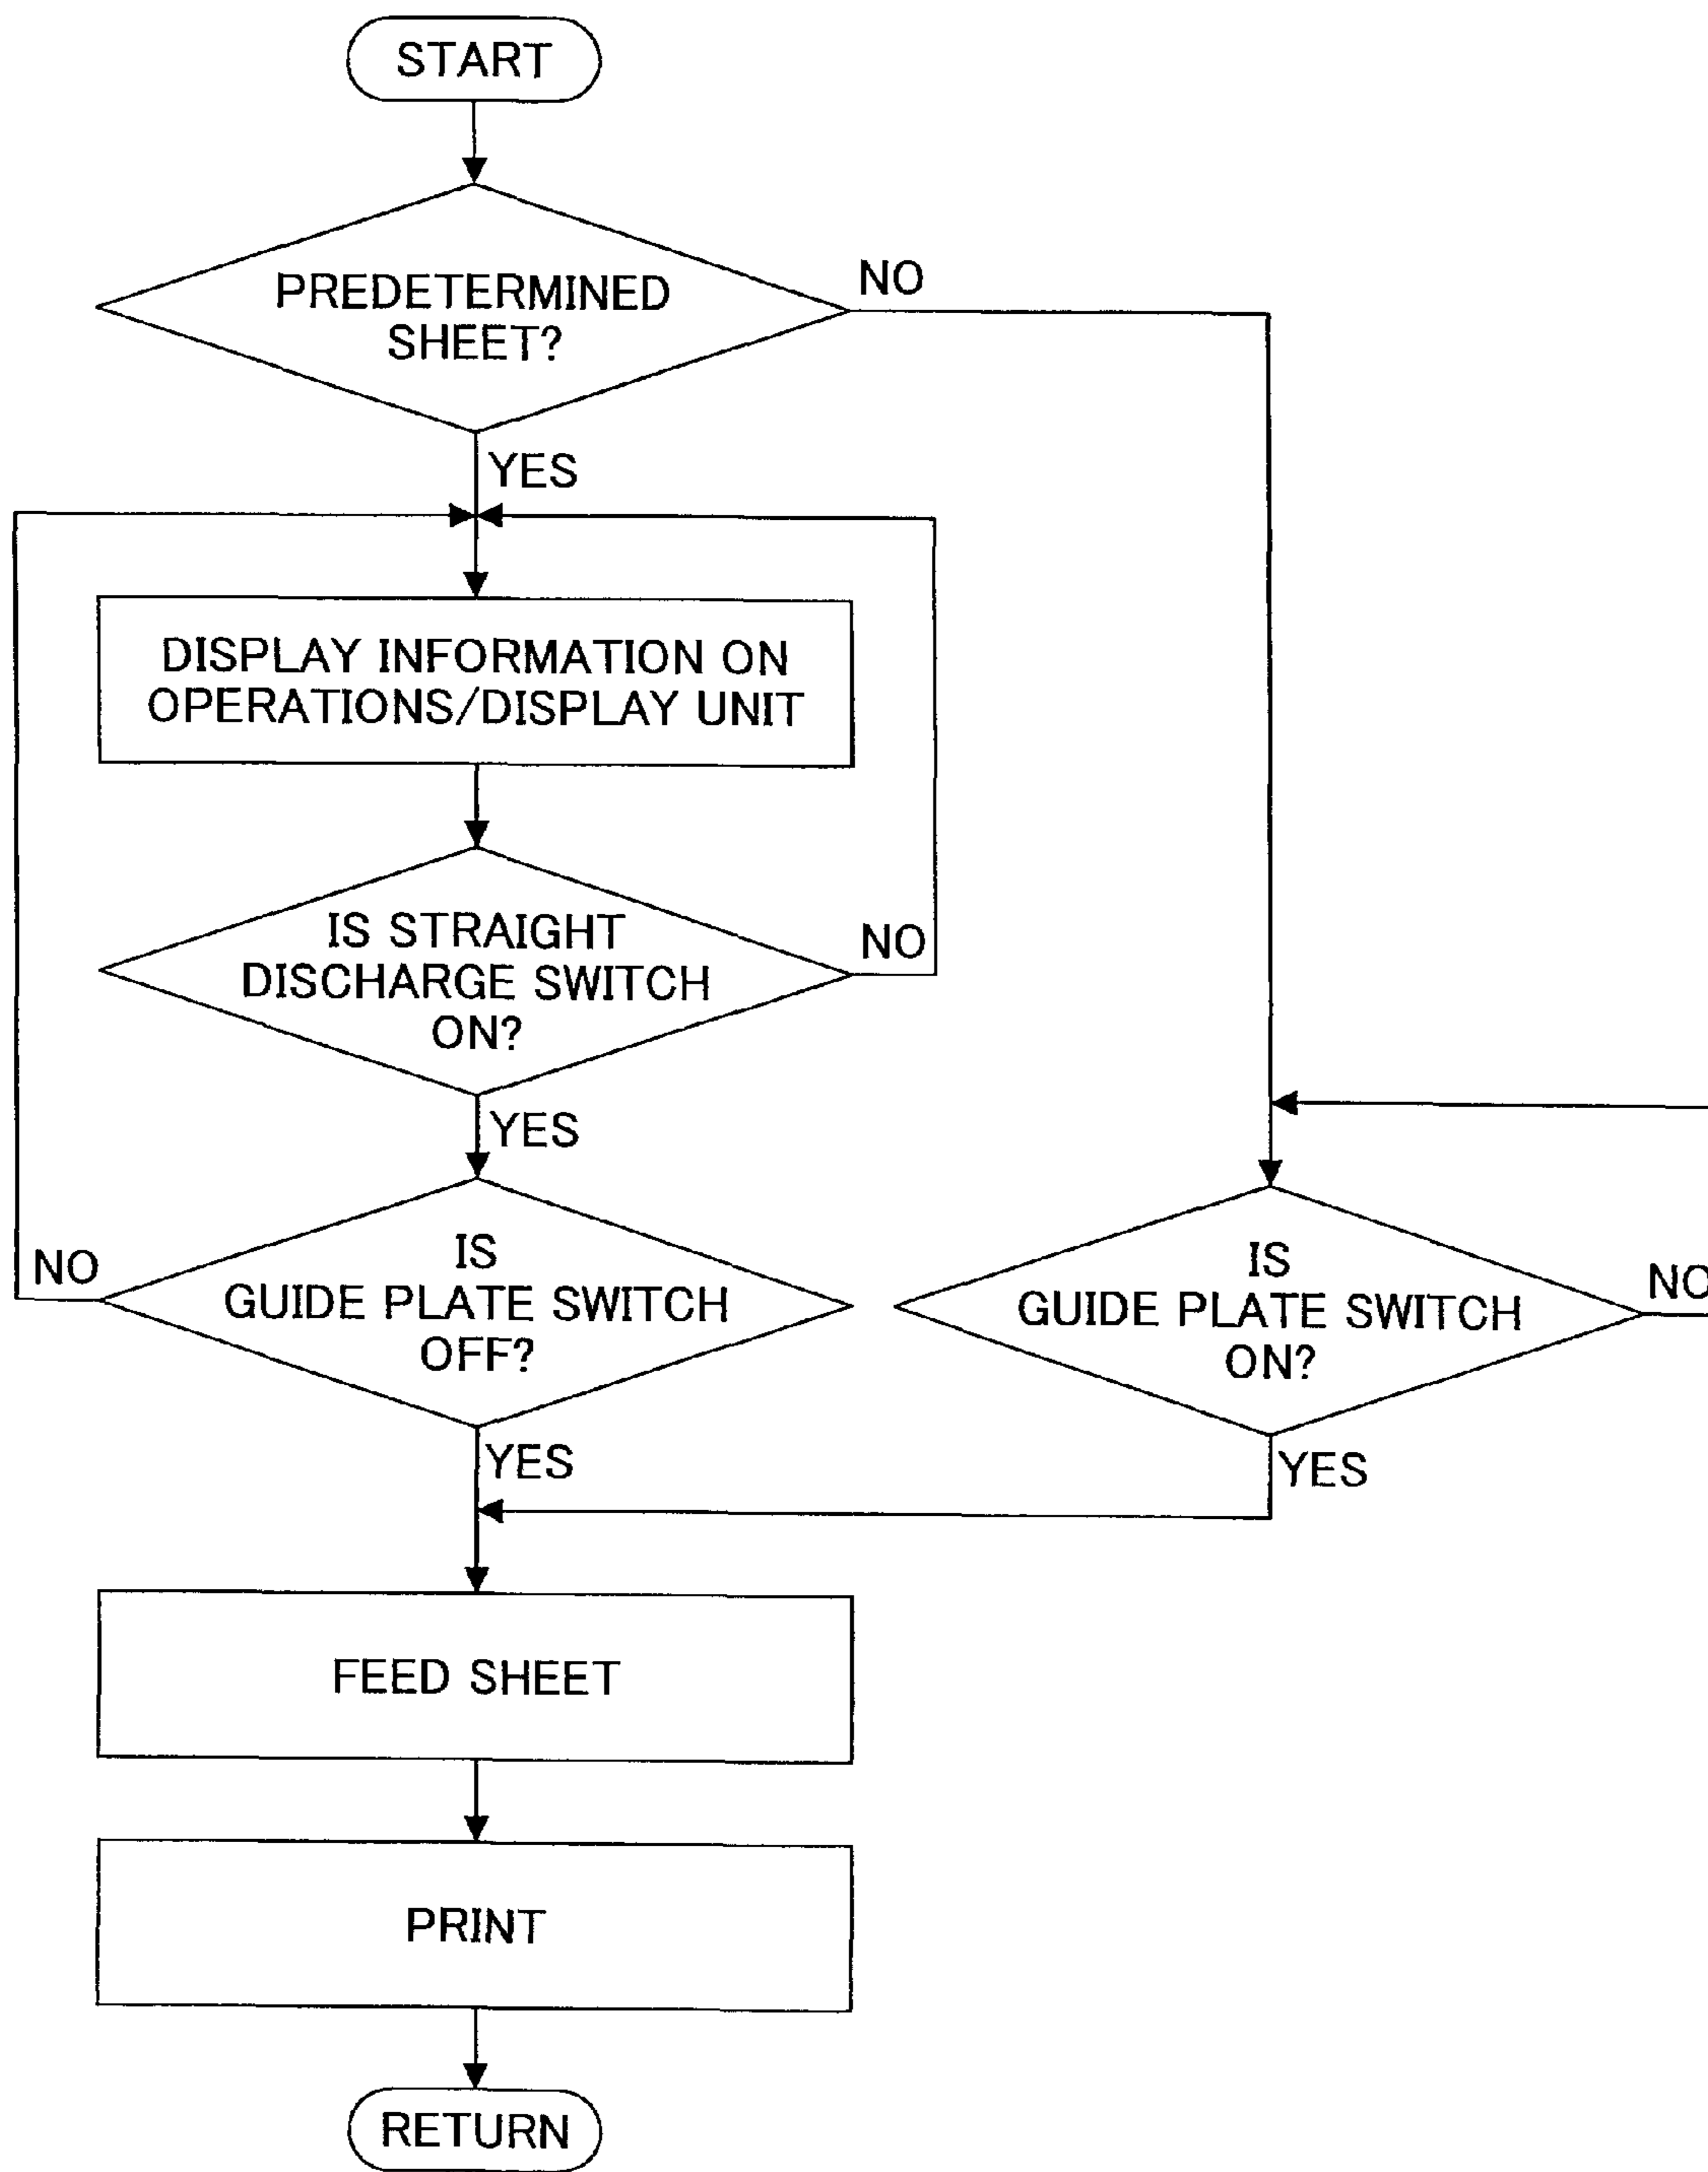 START
PREDETERMINED
SHEET?
NO
YES
DISPLAY INFORMATION ON
OPERATIONS/DISPLAY UNIT
IS STRAIGHT
DISCHARGE SWITCH
ON?
NO
YES
IS
GUIDE PLATE SWITCH
OFF?
NO
YES
IS
GUIDE PLATE SWITCH
ON?
NO
YES
FEED SHEET
PRINT
RETURN